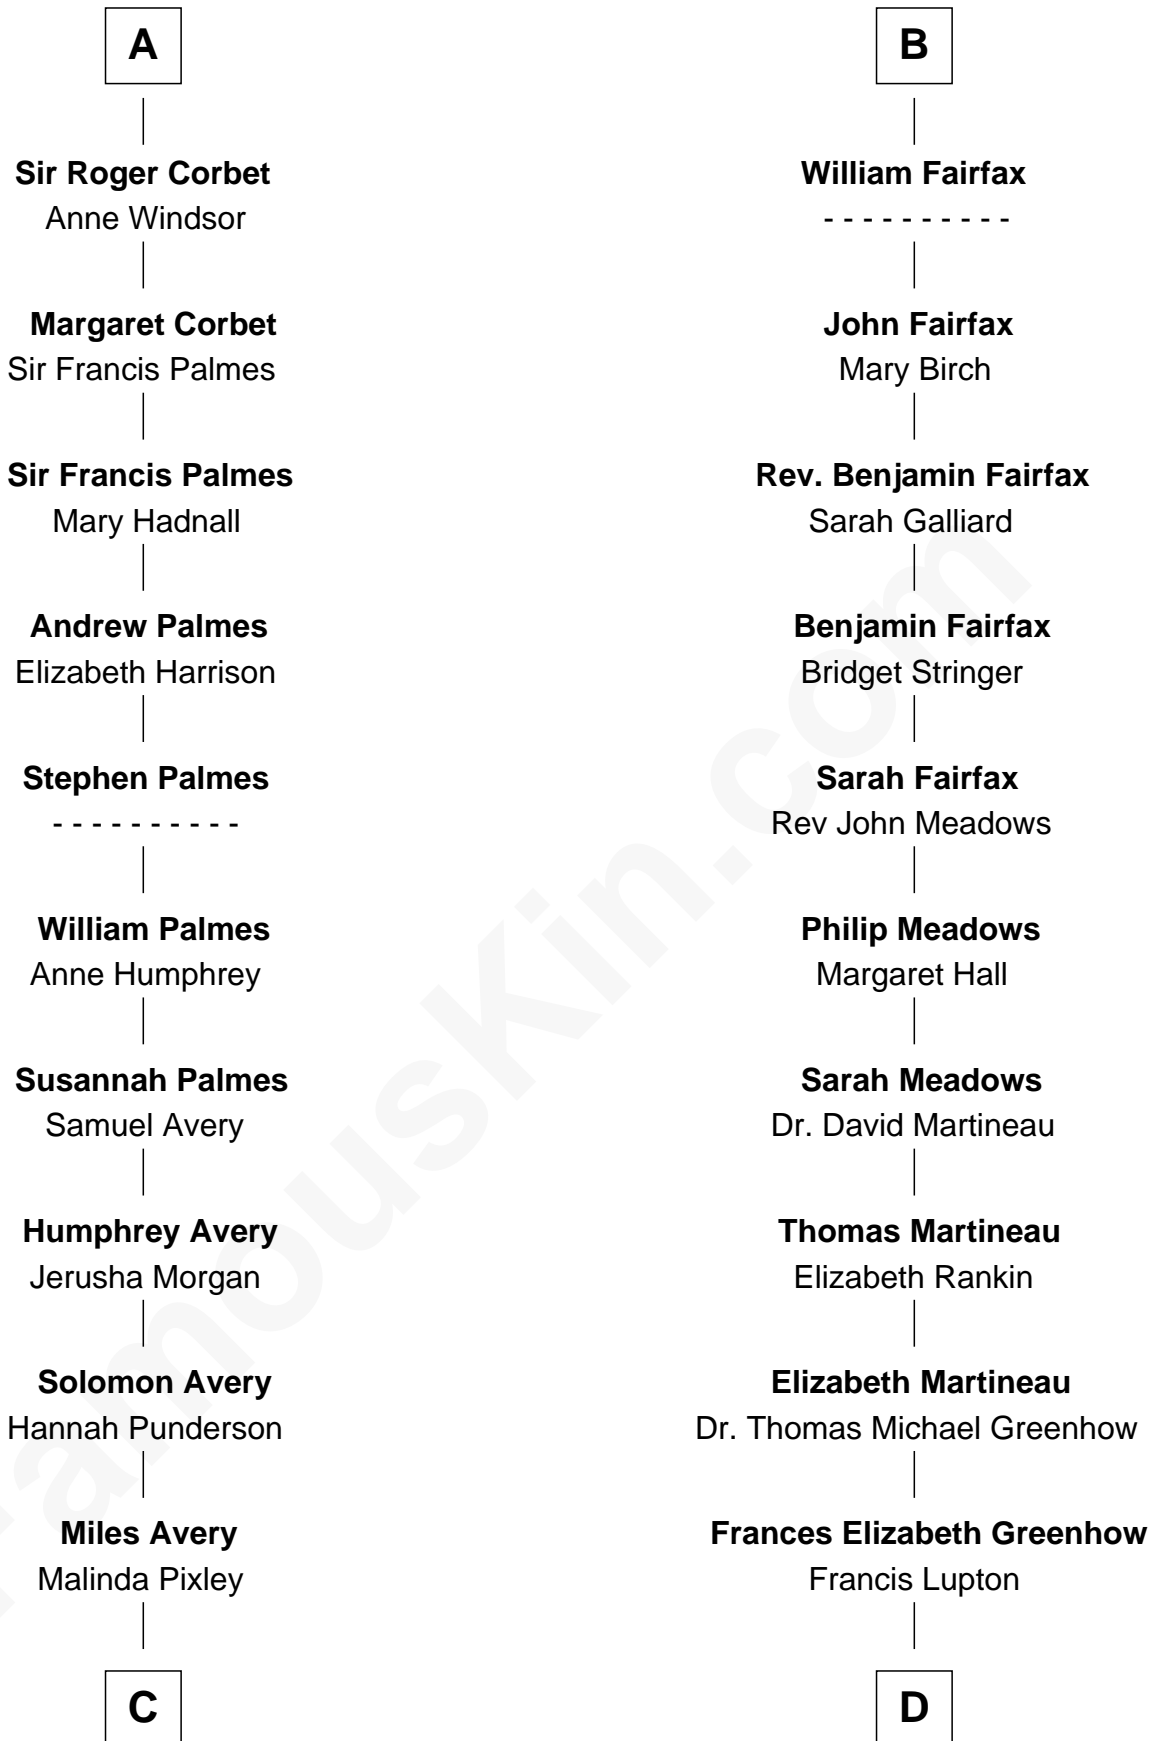 A
Sir Roger Corbet
Anne Windsor
Margaret Corbet
Sir Francis Palmes
Sir Francis Palmes
Mary Hadnall
Andrew Palmes
Elizabeth Harrison
Stephen Palmes
- - - - - - - - - -
William Palmes
Anne Humphrey
Susannah Palmes
Samuel Avery
Humphrey Avery
Jerusha Morgan
Solomon Avery
Hannah Punderson
Miles Avery
Malinda Pixley
C
B
William Fairfax
- - - - - - - - - -
John Fairfax
Mary Birch
Rev. Benjamin Fairfax
Sarah Galliard
Benjamin Fairfax
Bridget Stringer
Sarah Fairfax
Rev John Meadows
Philip Meadows
Margaret Hall
Sarah Meadows
Dr. David Martineau
Thomas Martineau
Elizabeth Rankin
Elizabeth Martineau
Dr. Thomas Michael Greenhow
Frances Elizabeth Greenhow
Francis Lupton
D
FamousKin.com